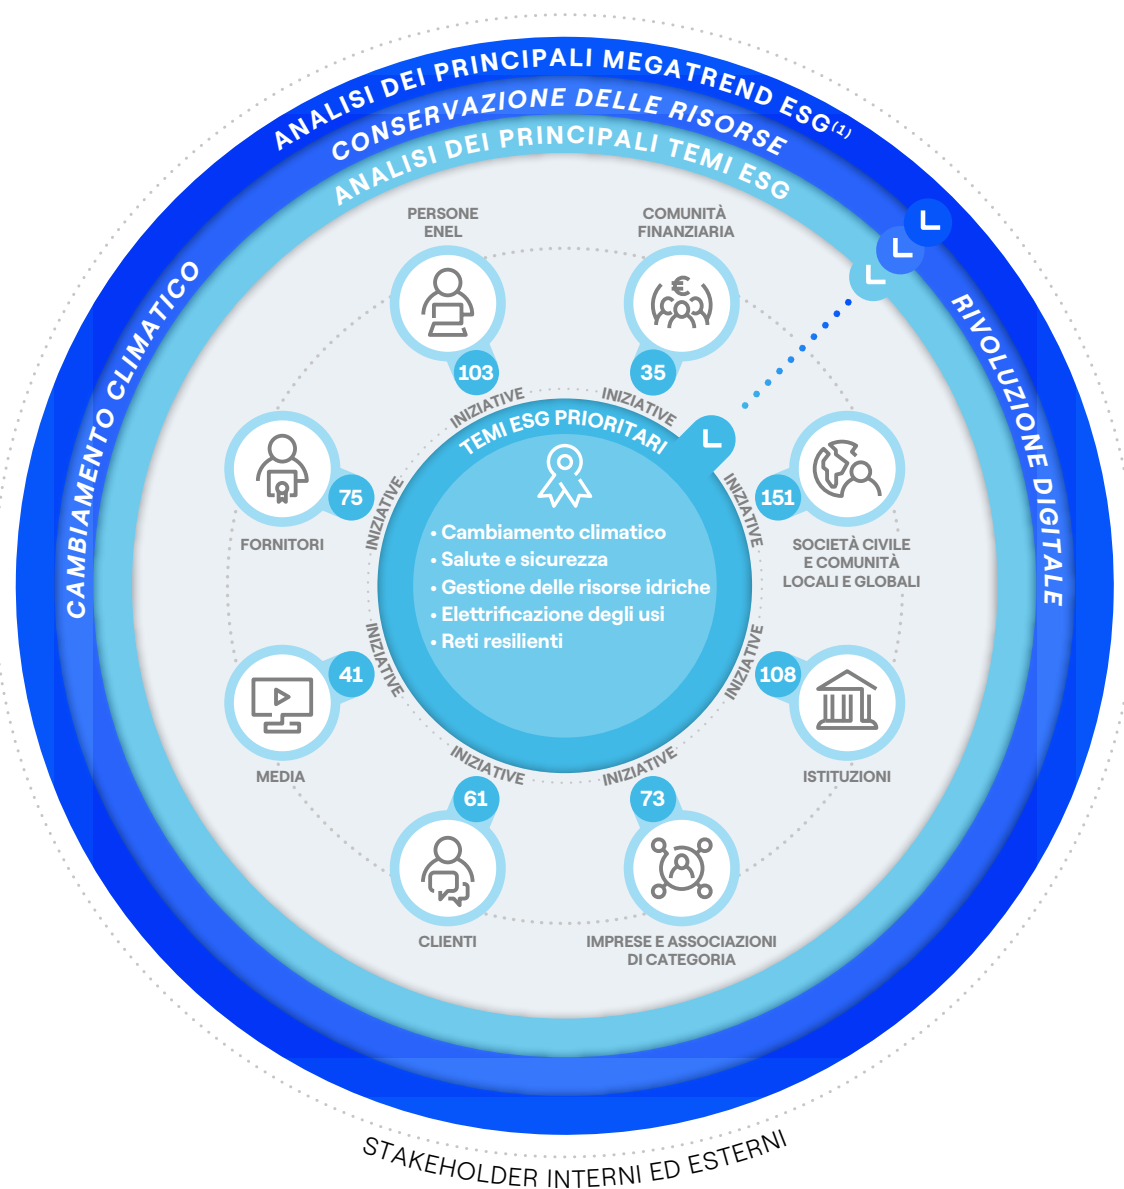 ANALISI DEI PRINCIPALI MEGATREND ESG(1)
CONSERVAZIONE DELLE RISORSE
ANALISI DEI PRINCIPALI TEMI ESG
CAMBIAMENTO CLIMATICO
RIVOLUZIONE DIGITALE
PERSONE
ENEL
103
INIZIATIVE
COMUNITÀ
FINANZIARIA
€
35
INIZIATIVE
FORNITORI
75
INIZIATIVE
151
INIZIATIVE
SOCIETÀ CIVILE
E COMUNITÀ
LOCALI E GLOBALI
TEMI ESG PRIORITARI
• Cambiamento climatico
• Salute e sicurezza
• Gestione delle risorse idriche
• Elettrificazione degli usi
• Reti resilienti
MEDIA
41
INIZIATIVE
108
INIZIATIVE
ISTITUZIONI
INIZIATIVE
61
CLIENTI
INIZIATIVE
73
IMPRESE E ASSOCIAZIONI
DI CATEGORIA
STAKEHOLDER INTERNI ED ESTERNI